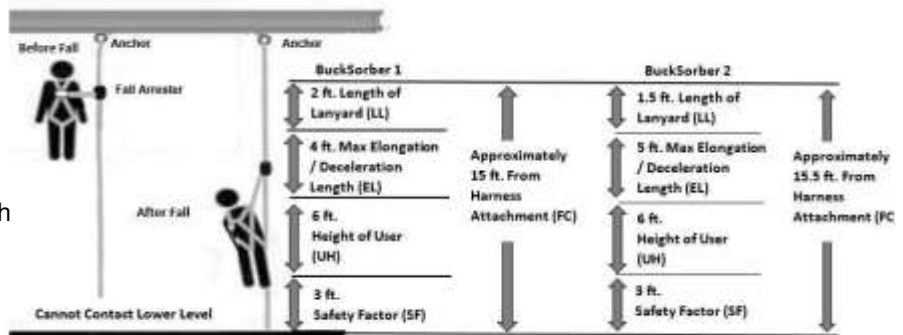 Before Fall
Anchor
Anchor
Fall Arrester
After Fall
Cannot Contact Lower Level
h
BuckSorber 1
2 ft. Length of
Lanyard (LL)
4 ft. Max Elongation
/ Deceleration
Length (EL)
6 ft.
Height of User
(UH)
3 ft.
Safety Factor (SF)
Approximately
15 ft. From
Harness
Attachment (FC)
BuckSorber 2
1.5 ft. Length of
Lanyard (LL)
5 ft. Max Elongation
/ Deceleration
Length (EL)
6 ft.
Height of User
(UH)
3 ft.
Safety Factor (SF)
Approximately
15.5 ft. From
Harness
Attachment (FC